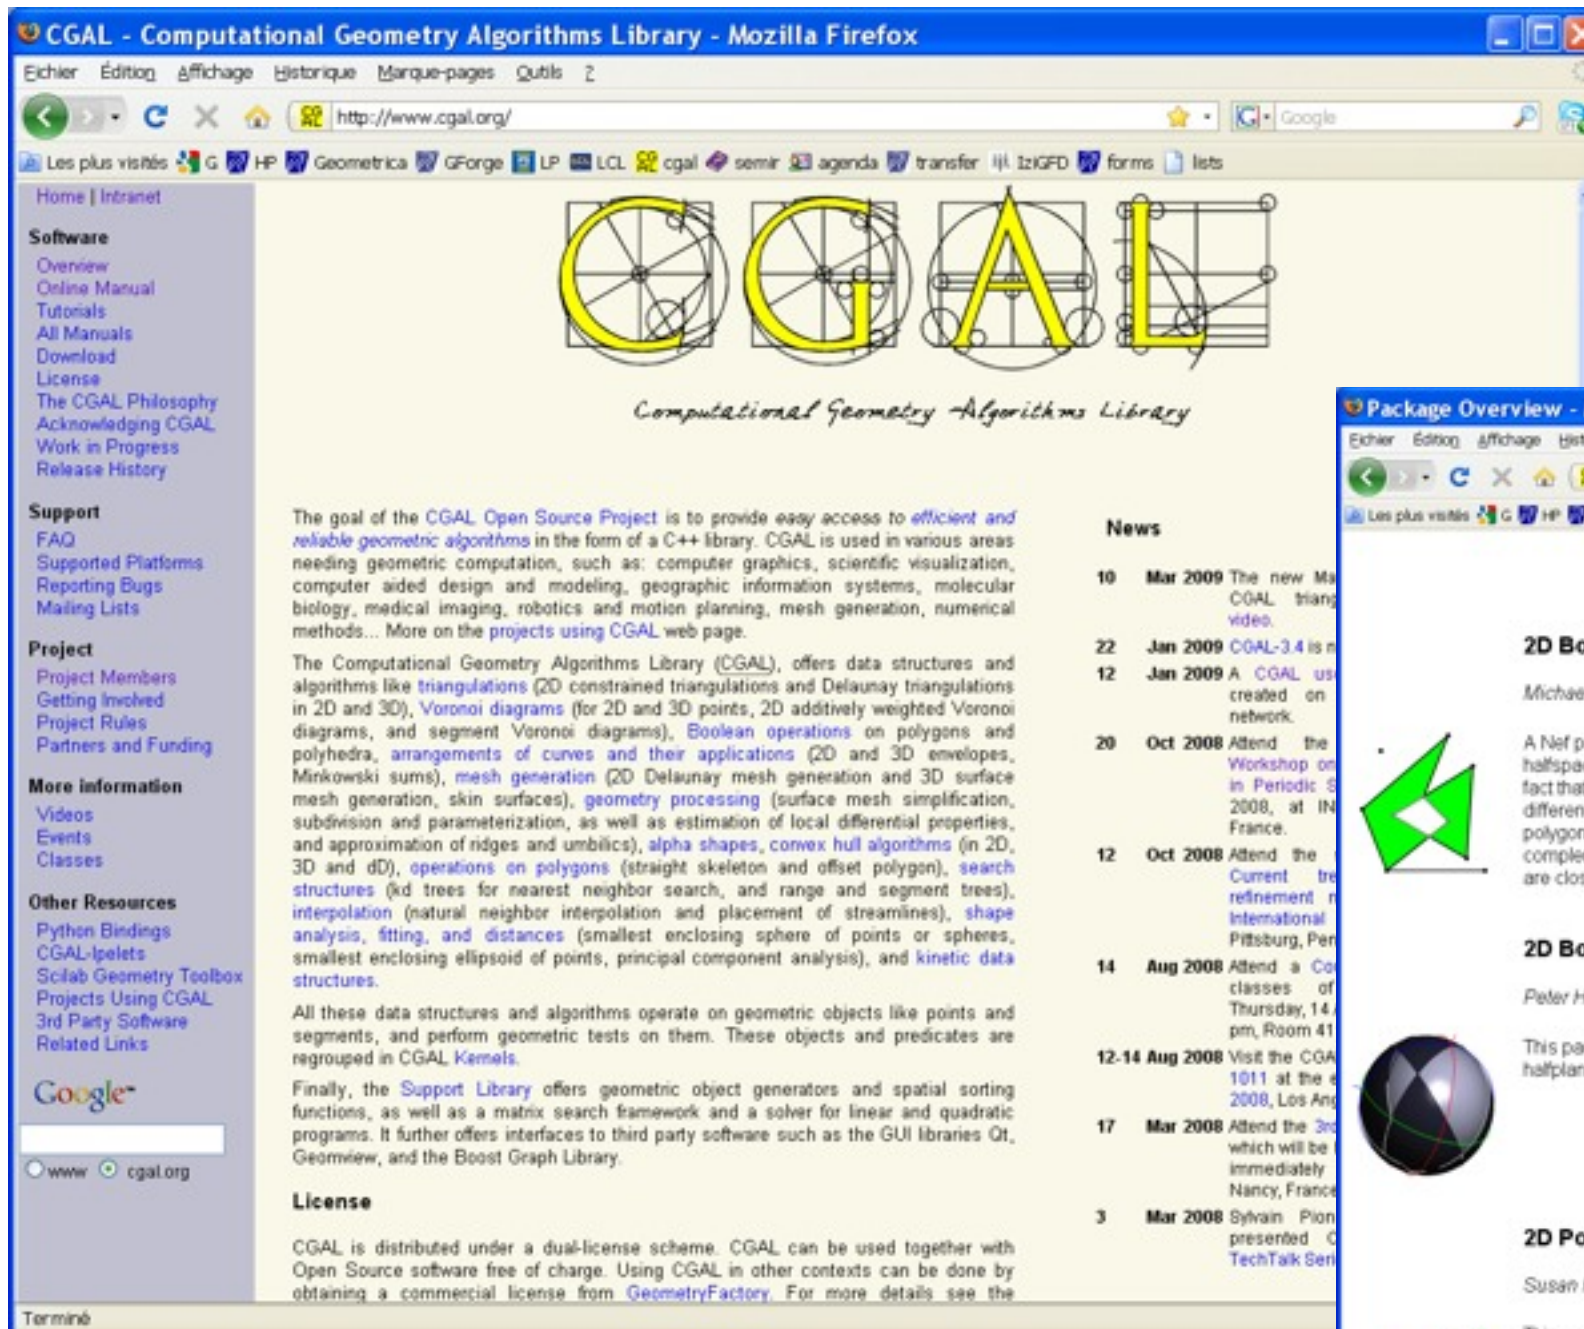 CGAL - Computational Geometry Algorithms Library - Mozilla Firefox
Fichier Édition Affichage Historique Marque-pages Outils ?
http://www.cgal.org/
Google
Les plus visités G HP Geometrica GForge LP LCL cgal semir agenda transfer IziGFD forms lists
Home | Intranet
Software
Overview
Online Manual
Tutorials
All Manuals
Download
License
The CGAL Philosophy
Acknowledging CGAL
Work in Progress
Release History
Support
FAQ
Supported Platforms
Reporting Bugs
Mailing Lists
Project
Project Members
Getting Involved
Project Rules
Partners and Funding
More information
Videos
Events
Classes
Other Resources
Python Bindings
CGAL-Ipelets
Scilab Geometry Toolbox
Projects Using CGAL
3rd Party Software
Related Links
Google
www cgal.org
CGAL
Computational Geometry Algorithms Library
The goal of the CGAL Open Source Project is to provide easy access to efficient and
reliable geometric algorithms in the form of a C++ library. CGAL is used in various areas
needing geometric computation, such as: computer graphics, scientific visualization,
computer aided design and modeling, geographic information systems, molecular
biology, medical imaging, robotics and motion planning, mesh generation, numerical
methods... More on the projects using CGAL web page.
The Computational Geometry Algorithms Library (CGAL), offers data structures and
algorithms like triangulations (2D constrained triangulations and Delaunay triangulations
in 2D and 3D), Voronoi diagrams (for 2D and 3D points, 2D additively weighted Voronoi
diagrams, and segment Voronoi diagrams), Boolean operations on polygons and
polyhedra, arrangements of curves and their applications (2D and 3D envelopes,
Minkowski sums), mesh generation (2D Delaunay mesh generation and 3D surface
mesh generation, skin surfaces), geometry processing (surface mesh simplification,
subdivision and parameterization, as well as estimation of local differential properties,
and approximation of ridges and umbilics), alpha shapes, convex hull algorithms (in 2D,
3D and dD), operations on polygons (straight skeleton and offset polygon), search
structures (kd trees for nearest neighbor search, and range and segment trees),
interpolation (natural neighbor interpolation and placement of streamlines), shape
analysis, fitting, and distances (smallest enclosing sphere of points or spheres,
smallest enclosing ellipsoid of points, principal component analysis), and kinetic data
structures.
All these data structures and algorithms operate on geometric objects like points and
segments, and perform geometric tests on them. These objects and predicates are
regrouped in CGAL Kernels.
Finally, the Support Library offers geometric object generators and spatial sorting
functions, as well as a matrix search framework and a solver for linear and quadratic
programs. It further offers interfaces to third party software such as the GUI libraries Qt,
Geomview, and the Boost Graph Library.
License
CGAL is distributed under a dual-license scheme. CGAL can be used together with
Open Source software free of charge. Using CGAL in other contexts can be done by
obtaining a commercial license from GeometryFactory. For more details see the
News
10 Mar 2009 The new Ma
CGAL triang
video.
22 Jan 2009 CGAL-3.4 is n
12 Jan 2009 A CGAL us
created on
network.
20 Oct 2008 Attend the
Workshop on
in Periodic S
2008, at IN
France.
12 Oct 2008 Attend the
Current tre
refinement
International
Pittsburg, Pen
14 Aug 2008 Attend a Co
classes of
Thursday, 14
pm, Room 41
12-14 Aug 2008 Visit the CGA
1011 at the e
2008, Los Ang
17 Mar 2008 Attend the 3rd
which will be
immediately
Nancy, France
3 Mar 2008 Sylvain Pion
presented C
TechTalk Seri
Terminé
Package Overview -
Fichier Édition Affichage Hist
Les plus visités G HP
2D Bo
Michae
A Nef p
halfspa
fact that
differen
polygon
comple
are clos
2D Bo
Peter H
This pa
halfplan
2D Po
Susan